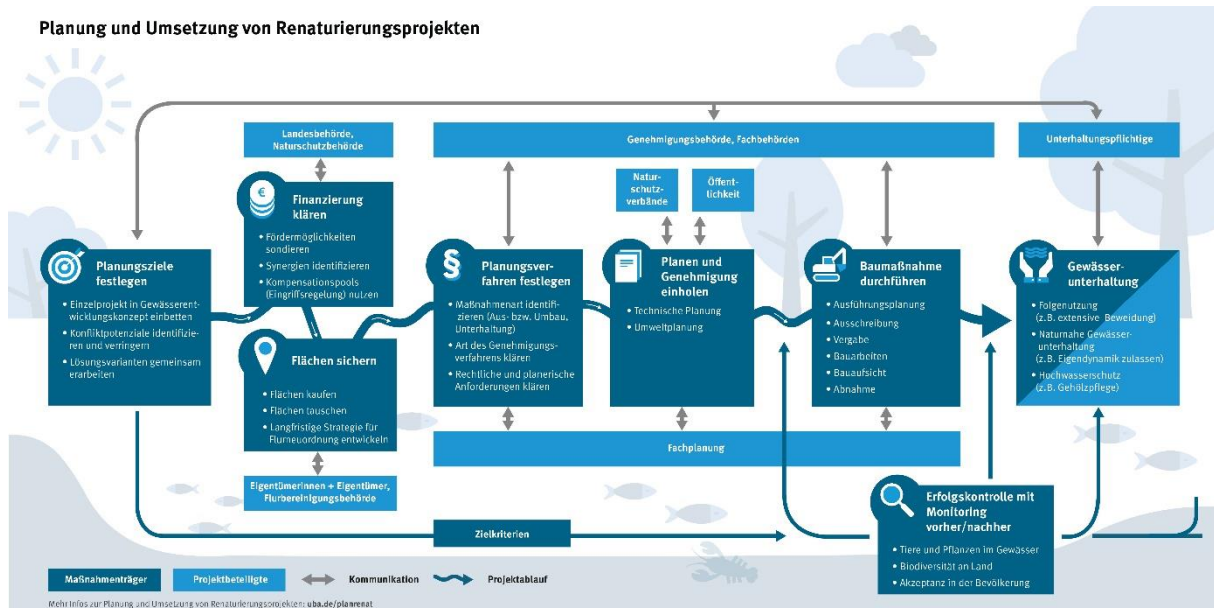 Planung und Umsetzung von Renaturierungsprojekten
Landesbehörde,
Naturschutzbehörde
Genehmigungsbehörde, Fachbehörden
Unterhaltungspflichtige
Natur-
schutz-
verbände
Öffent-
lichkeit
Planungsziele
festlegen
• Einzelprojekt in Gewässerent-
wicklungskonzept einbetten
• Konfliktpotenziale identifizie-
ren und verringern
• Lösungsvarianten gemeinsam
erarbeiten
€
Finanzierung
klären
• Fördermöglichkeiten
sondieren
• Synergien identifizieren
• Kompensationspools
(Eingriffsregelung) nutzen
Flächen sichern
• Flächen kaufen
• Flächen tauschen
• Langfristige Strategie für
Flurneuordnung entwickeln
Eigentümerinnen + Eigentümer,
Flurbereinigungsbehörde
§
Planungsver-
fahren festlegen
• Maßnahmenart identifi-
zieren (Aus- bzw. Umbau,
Unterhaltung)
• Art des Genehmigungs-
verfahrens klären
• Rechtliche und planerische
Anforderungen klären
Planen und
Genehmigung
einholen
• Technische Planung
• Umweltplanung
Baumaßnahme
durchführen
• Ausführungsplanung
• Ausschreibung
• Vergabe
• Bauarbeiten
• Bauaufsicht
• Abnahme
Gewässer-
unterhaltung
• Folgenutzung
(z.B. extensive Beweidung)
• Naturnahe Gewässer-
unterhaltung
(z.B. Eigendynamik zulassen)
• Hochwasserschutz
(z.B. Gehölzpflege)
Fachplanung
Zielkriterien
Erfolgskontrolle mit
Monitoring
vorher/nachher
• Tiere und Pflanzen im Gewässer
• Biodiversität an Land
• Akzeptanz in der Bevölkerung
Maßnahmenträger
Projektbeteiligte
Kommunikation
Projektablauf
Mehr Infos zur Planung und Umsetzung von Renaturierungsprojekten: uba.de/planrenat